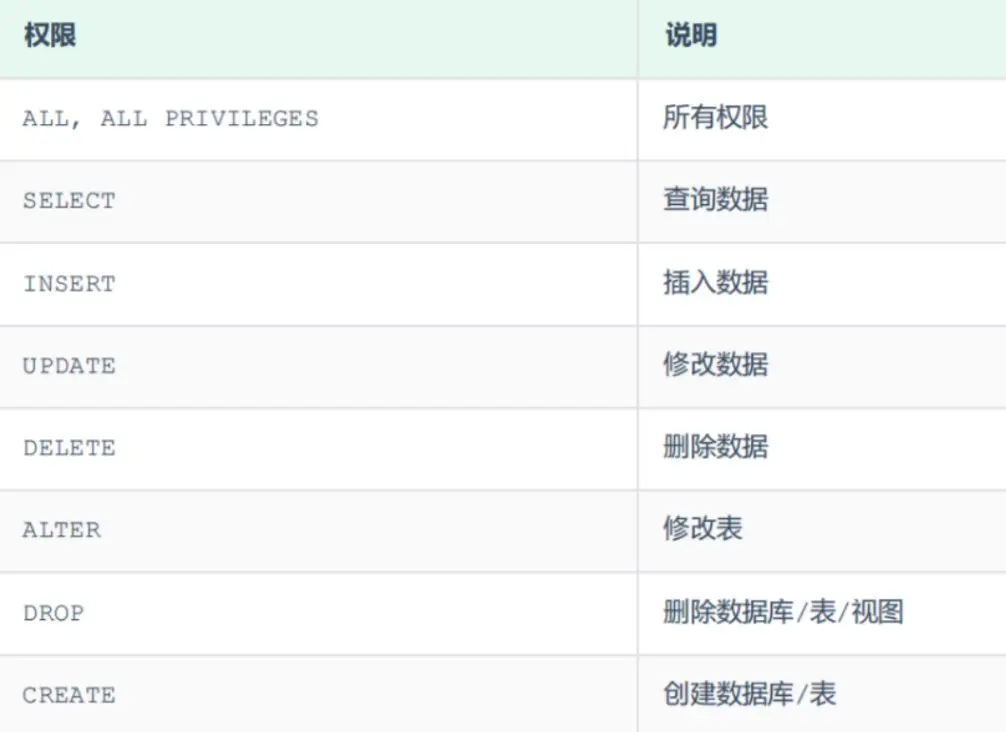 权限 说明
ALL, ALL PRIVILEGES 所有权限
SELECT 查询数据
INSERT 插入数据
UPDATE 修改数据
DELETE 删除数据
ALTER 修改表
DROP 删除数据库/表/视图
CREATE 创建数据库/表